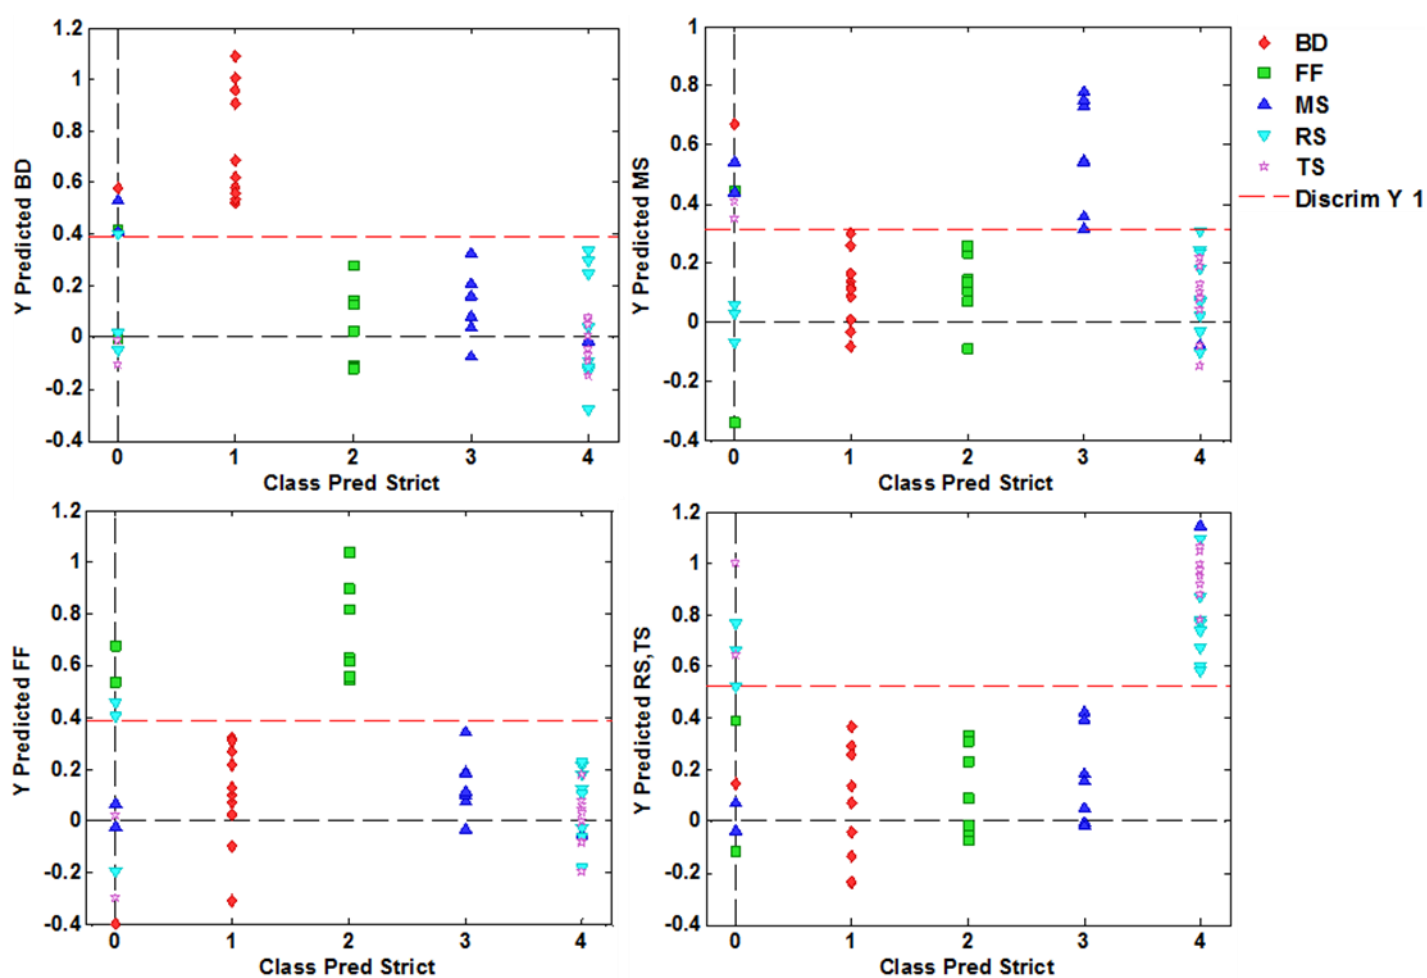 1.2
1
0.8
0.6
0.4
0.2
0
-0.2
-0.4
Y Predicted BD
0 1 2 3 4
Class Pred Strict
1
0.8
0.6
0.4
0.2
0
-0.2
-0.4
Y Predicted MS
0 1 2 3 4
Class Pred Strict
BD
FF
MS
RS
TS
Discrim Y 1
1.2
1
0.8
0.6
0.4
0.2
0
-0.2
-0.4
Y Predicted FF
0 1 2 3 4
Class Pred Strict
1.2
1
0.8
0.6
0.4
0.2
0
-0.2
-0.4
Y Predicted RS,TS
0 1 2 3 4
Class Pred Strict